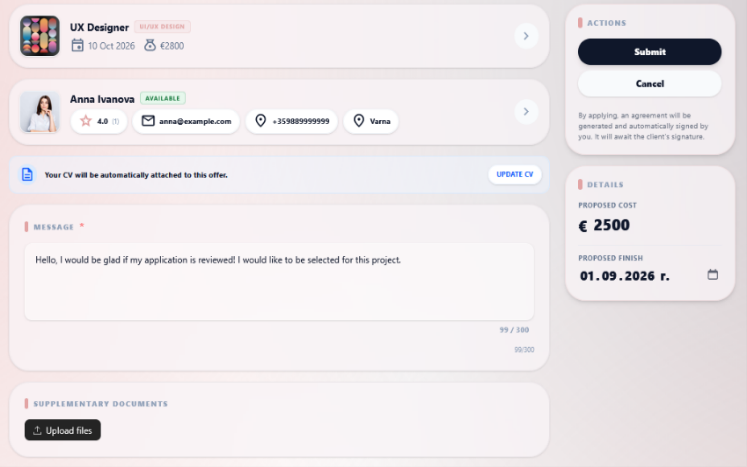 UX Designer UI/UX DESIGN
10 Oct 2026 €2800
Anna Ivanova AVAILABLE
4.0 (1) anna@example.com +359889999999 Varna
Your CV will be automatically attached to this offer. UPDATE CV
MESSAGE *
Hello, I would be glad if my application is reviewed! I would like to be selected for this project.
99 / 300
99/300
SUPPLEMENTARY DOCUMENTS
Upload files
ACTIONS
Submit
Cancel
By applying, an agreement will be
generated and automatically signed by
you. It will await the client's signature.
DETAILS
PROPOSED COST
€ 2500
PROPOSED FINISH
01.09.2026 г.